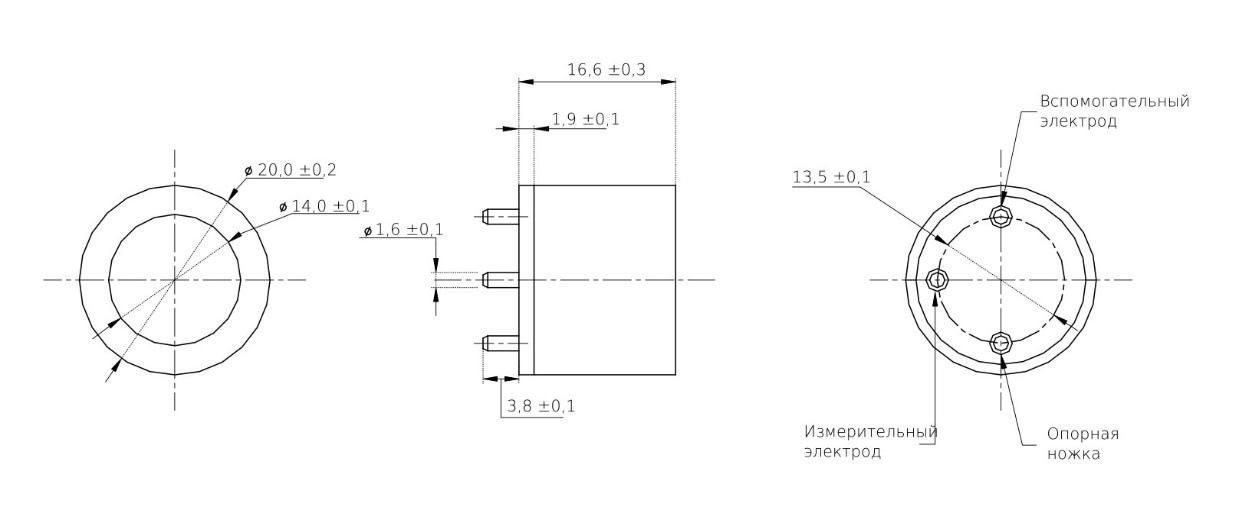 16,6 ±0,3
1,9 ±0,1
⌀ 20,0 ±0,2
⌀ 14,0 ±0,1
⌀ 1,6 ±0,1
3,8 ±0,1
Вспомогательный
электрод
13,5 ±0,1
Измерительный
электрод
Опорная
ножка